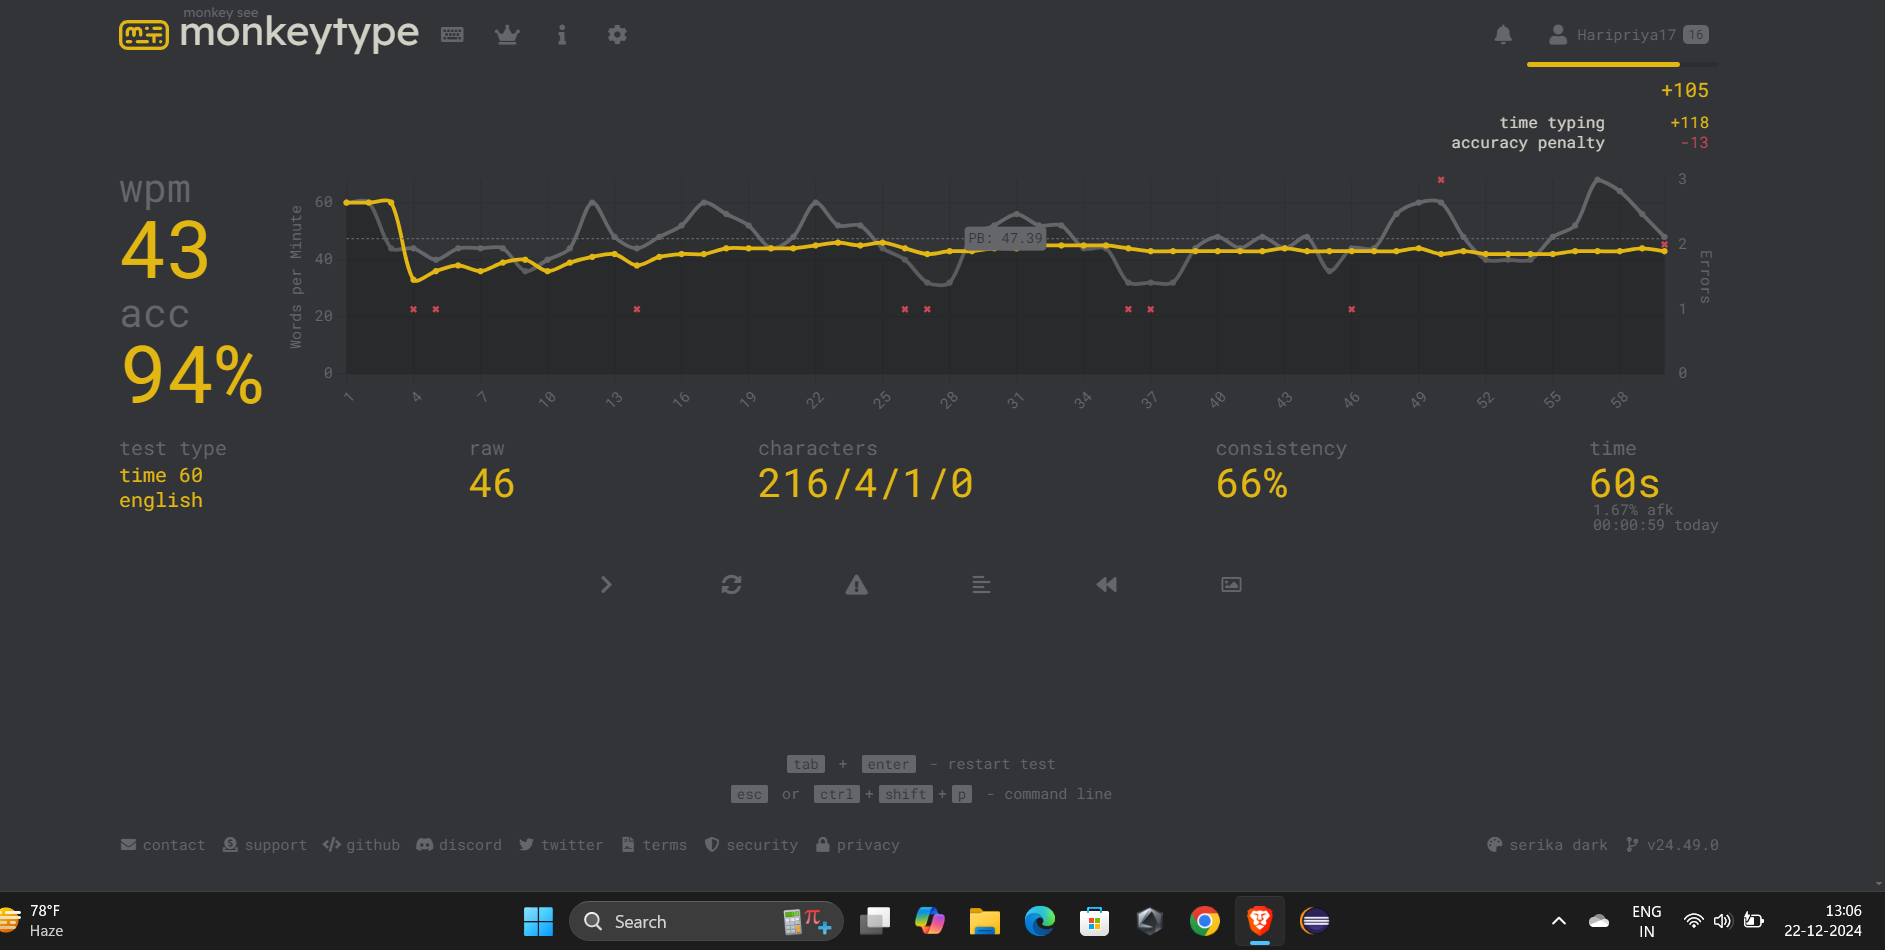 monkey see
monkeytype
Haripriya17 16
+105
time typing +118
accuracy penalty -13
wpm
43
acc
94%
Words per Minute
60
40
20
0
PB: 47.39
3
2
1
0
Errors
1 4 7 10 13 16 19 22 25 28 31 34 37 40 43 46 49 52 55 58
test type
time 60
english
raw
46
characters
216/4/1/0
consistency
66%
time
60s
1.67% afk
00:00:59 today
tab + enter - restart test
esc or ctrl + shift + p - command line
contact support github discord twitter terms security privacy
serika dark v24.49.0
78°F
Haze
Search
ENG
IN
13:06
22-12-2024